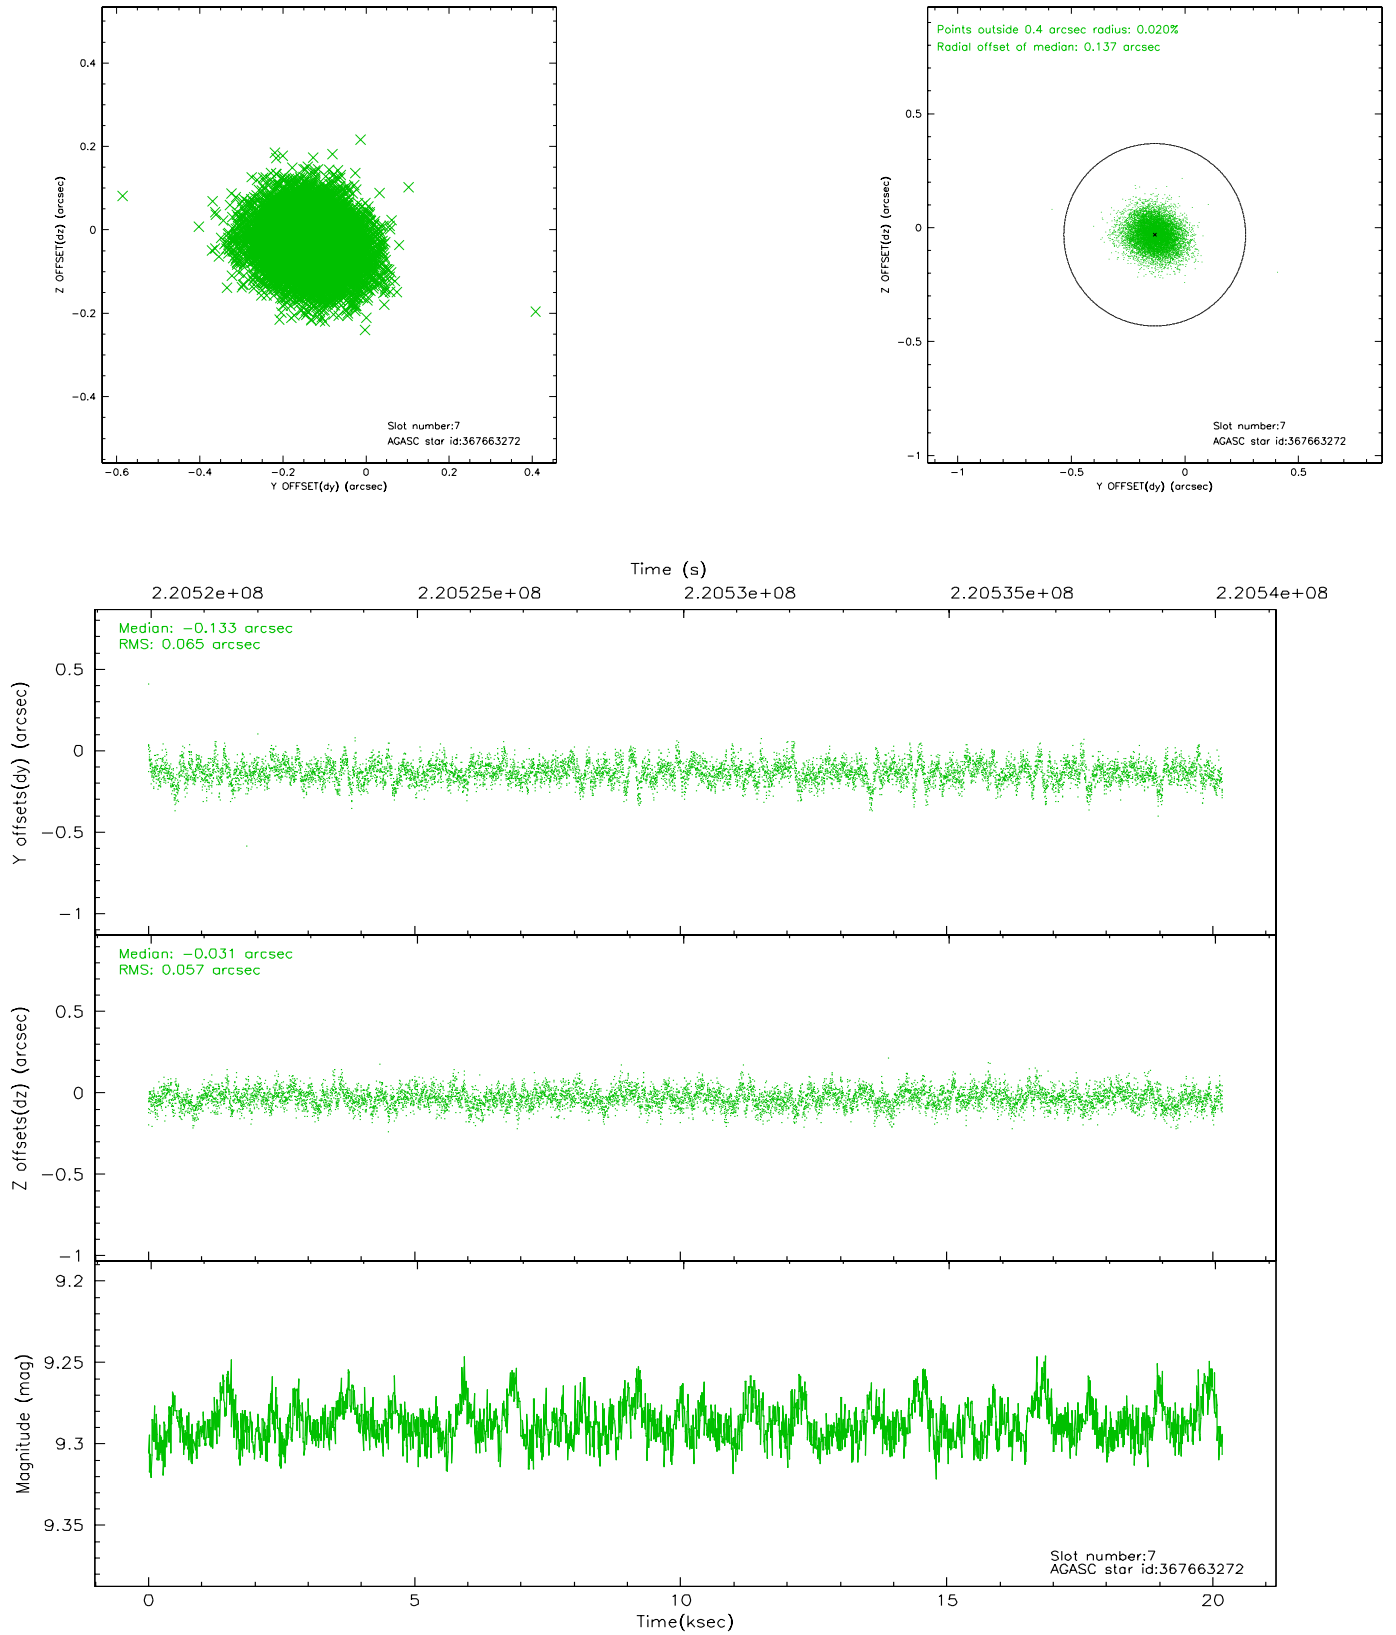 0.4
0.2
0
−0.2
−0.4
Z OFFSET(dz) (arcsec)
Slot number:7
AGASC star id:367663272
−0.6
−0.4
−0.2
0
0.2
0.4
Y OFFSET(dy) (arcsec)
Points outside 0.4 arcsec radius: 0.020%
Radial offset of median: 0.137 arcsec
0.5
0
−0.5
−1
Z OFFSET(dz) (arcsec)
Slot number:7
AGASC star id:367663272
−1
−0.5
0
0.5
Y OFFSET(dy) (arcsec)
Time (s)
2.2052e+08
2.20525e+08
2.2053e+08
2.20535e+08
2.2054e+08
Median: −0.133 arcsec
RMS: 0.065 arcsec
0.5
0
−0.5
−1
Y offsets(dy) (arcsec)
Median: −0.031 arcsec
RMS: 0.057 arcsec
0.5
0
−0.5
−1
Z offsets(dz) (arcsec)
9.2
9.25
9.3
9.35
Magnitude (mag)
Slot number:7
AGASC star id:367663272
0
5
10
15
20
Time(ksec)